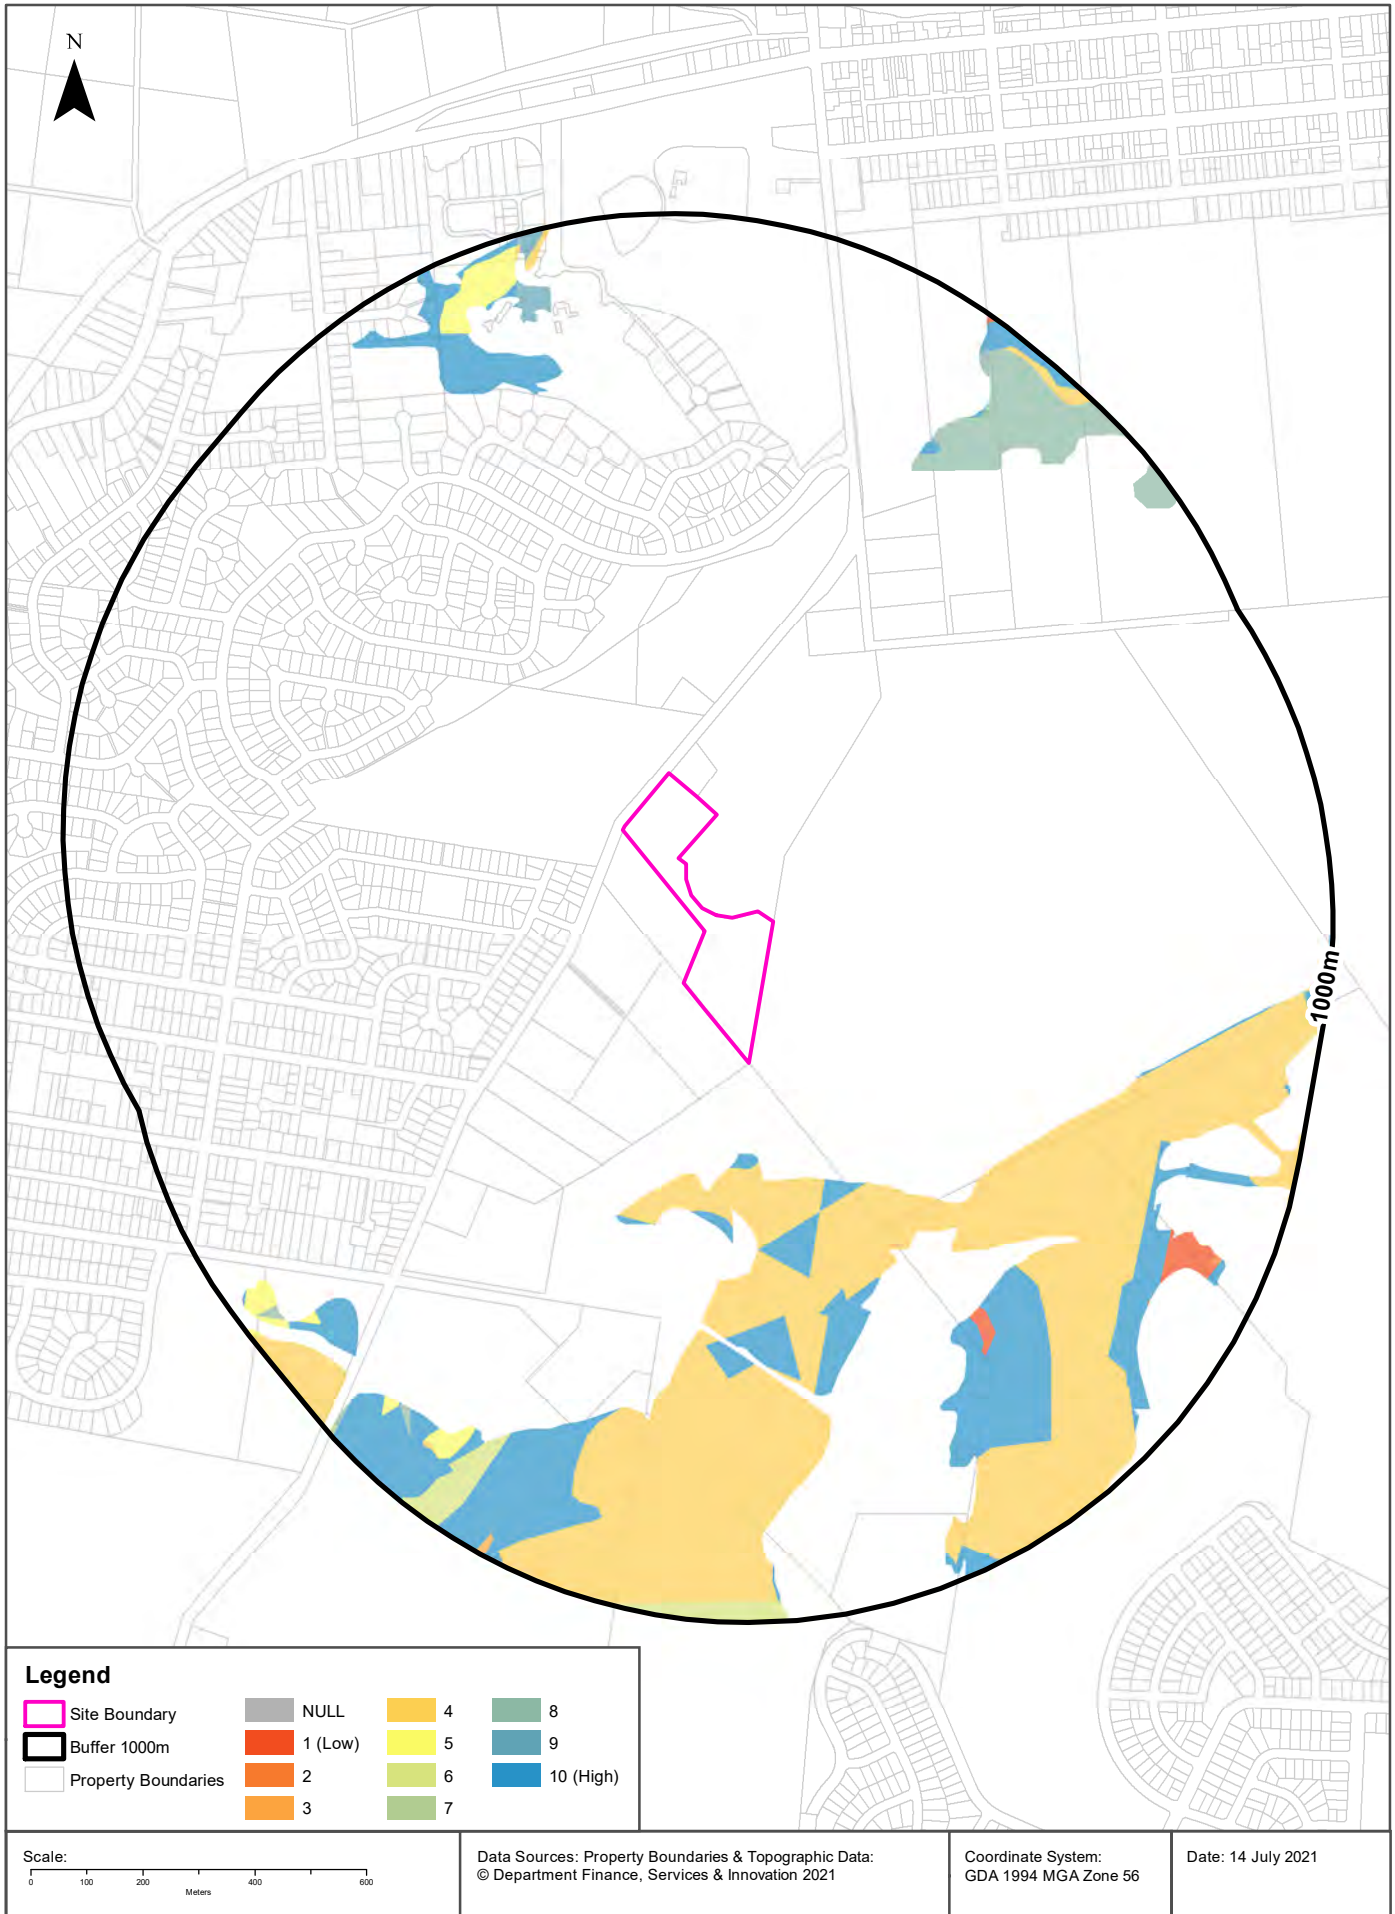 N
1000m
Legend
Site Boundary
Buffer 1000m
Property Boundaries
NULL
1 (Low)
2
3
4
5
6
7
8
9
10 (High)
Scale:
0 100 200 400 600
Meters
Data Sources: Property Boundaries & Topographic Data:
© Department Finance, Services & Innovation 2021
Coordinate System:
GDA 1994 MGA Zone 56
Date: 14 July 2021